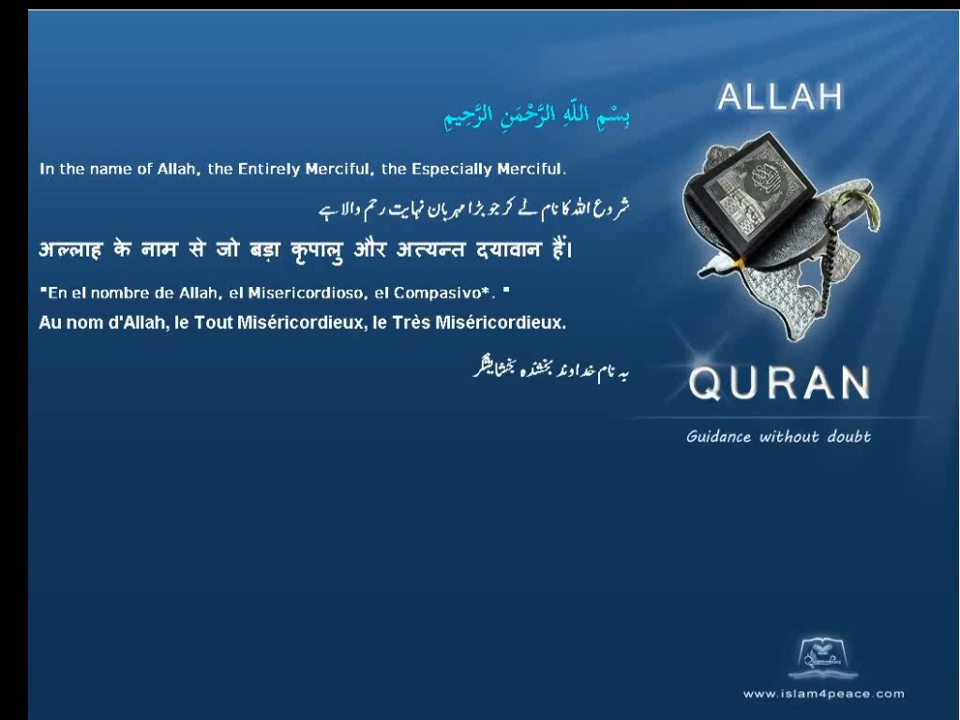 بِسْمِ اللَّهِ الرَّحْمَنِ الرَّحِيمِ
In the name of Allah, the Entirely Merciful, the Especially Merciful.
شروع اللہ کا نام لے کر جو بڑا مہربان نہایت رحم والا ہے
अल्लाह के नाम से जो बड़ा कृपालु और अत्यन्त दयावान हैं।
"En el nombre de Allah, el Misericordioso, el Compasivo*. "
Au nom d'Allah, le Tout Miséricordieux, le Très Miséricordieux.
به نام خداوند بخشنده بخشایشگر
ALLAH
QURAN
Guidance without doubt
www.islam4peace.com